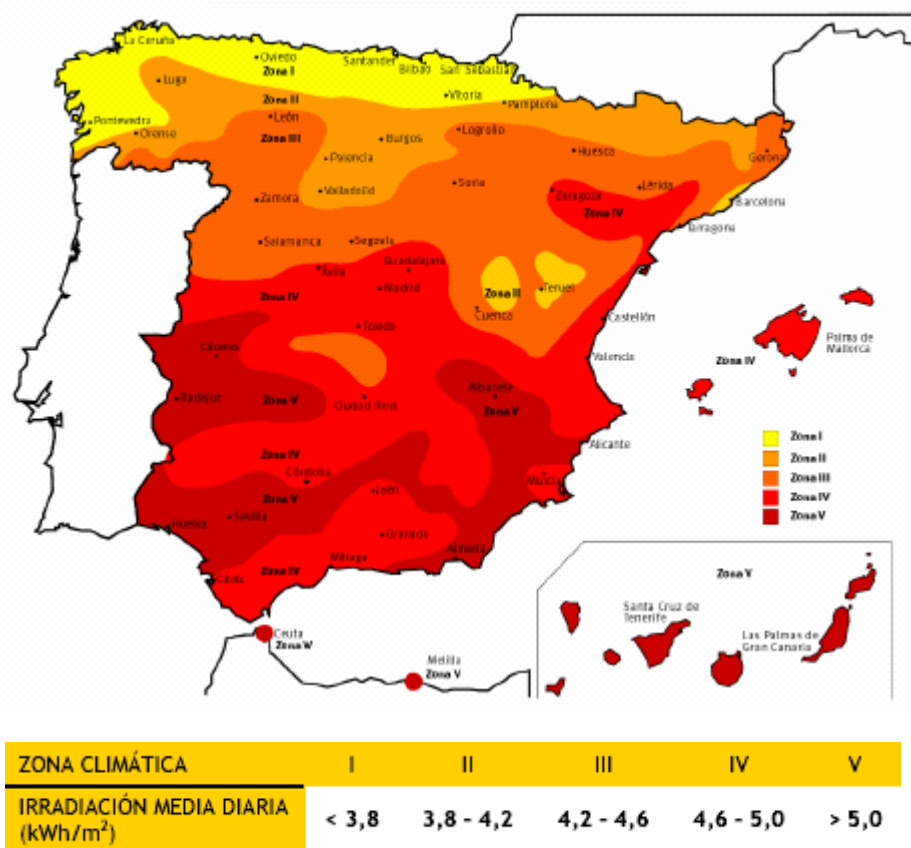 La Coruña
Oviedo
Santander
Bilbao
San Sebastian
Zona I
Lugo
Vitoria
Zona II
Pamplona
León
Pontevedra
Orense
Zona III
Burgos
Logroño
Palencia
Huesca
Gerona
Valladolid
Soria
Zaragoza
Lérida
Zamora
Barcelona
Zona IV
Tarragona
Salamanca
Segovia
Guadalajara
Ávila
Madrid
Zona IV
Zona II
Teruel
Cuenca
Toledo
Castellón
Cáceres
Valencia
Palma de
Mallorca
Zona IV
Albacete
Badajoz
Zona V
Ciudad Real
Zona V
Zona I
Alicante
Zona II
Zona IV
Córdoba
Zona III
Murcia
Jaén
Zona IV
Zona V
Sevilla
Zona V
Huelva
Granada
Almería
Málaga
Zona IV
Cádiz
Zona V
Santa Cruz de
Tenerife
Ceuta
Las Palmas de
Gran Canaria
Melilla
Zona V
ZONA CLIMÁTICA I II III IV V
IRRADIACIÓN MEDIA DIARIA
(kWh/m²) < 3,8 3,8 - 4,2 4,2 - 4,6 4,6 - 5,0 > 5,0